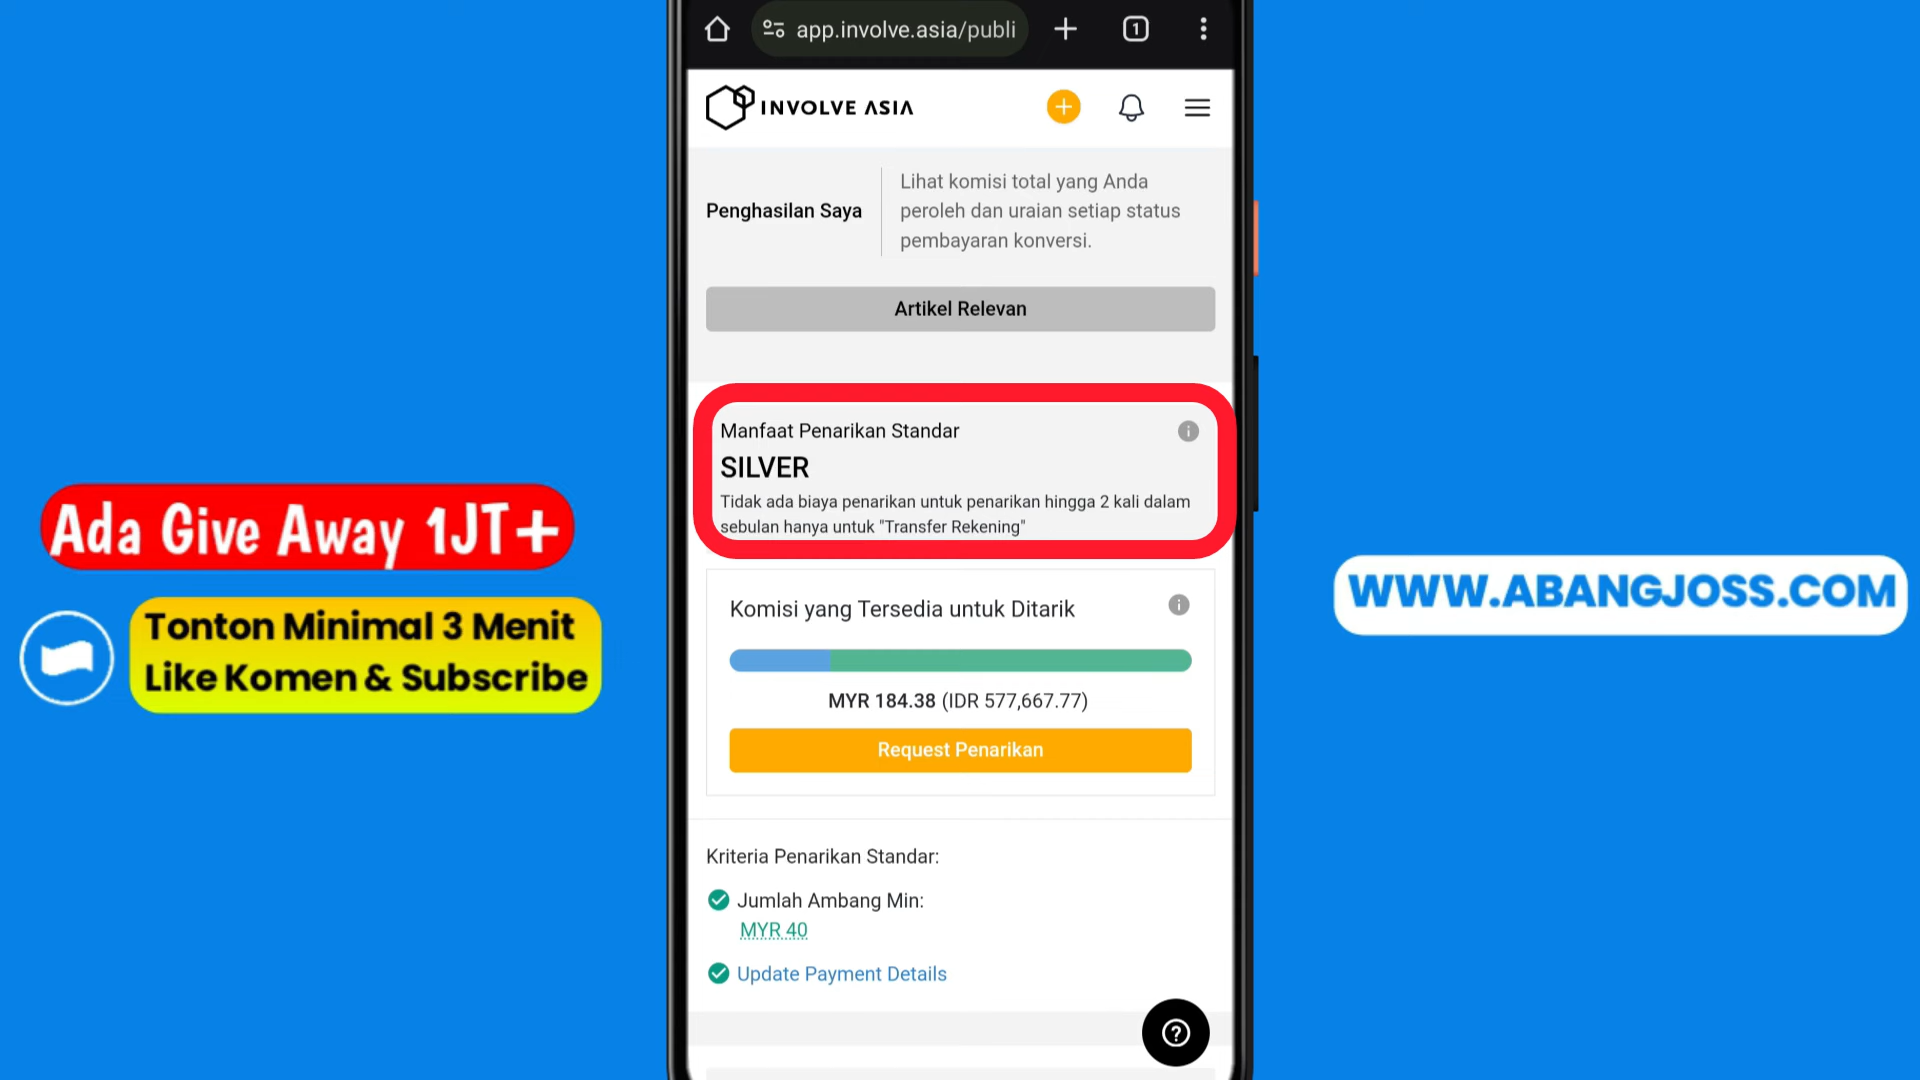 app.involve.asia/publi
1
INVOLVE ASIA
Penghasilan Saya
Lihat komisi total yang Anda
peroleh dan uraian setiap status
pembayaran konversi.
Artikel Relevan
Manfaat Penarikan Standar
SILVER
Tidak ada biaya penarikan untuk penarikan hingga 2 kali dalam
sebulan hanya untuk "Transfer Rekening"
Komisi yang Tersedia untuk Ditarik
MYR 184.38 (IDR 577,667.77)
Request Penarikan
Kriteria Penarikan Standar:
Jumlah Ambang Min:
MYR 40
Update Payment Details
Ada Give Away 1JT+
Tonton Minimal 3 Menit
Like Komen & Subscribe
WWW.ABANGJOSS.COM